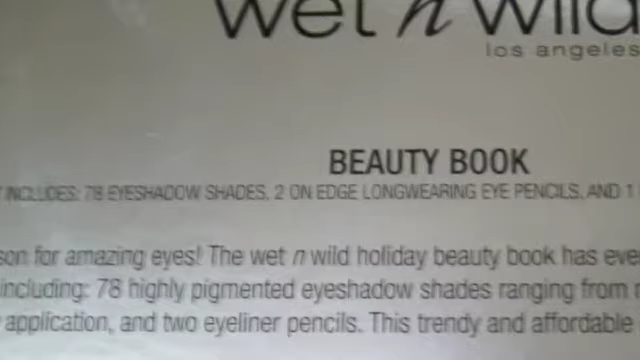 wet n wild
los angeles
BEAUTY BOOK
INCLUDES: 78 EYESHADOW SHADES, 2 ON EDGE LONGWEARING EYE PENCILS, AND 1
son for amazing eyes! The wet n wild holiday beauty book has eve
including: 78 highly pigmented eyeshadow shades ranging from
application, and two eyeliner pencils. This trendy and affordable